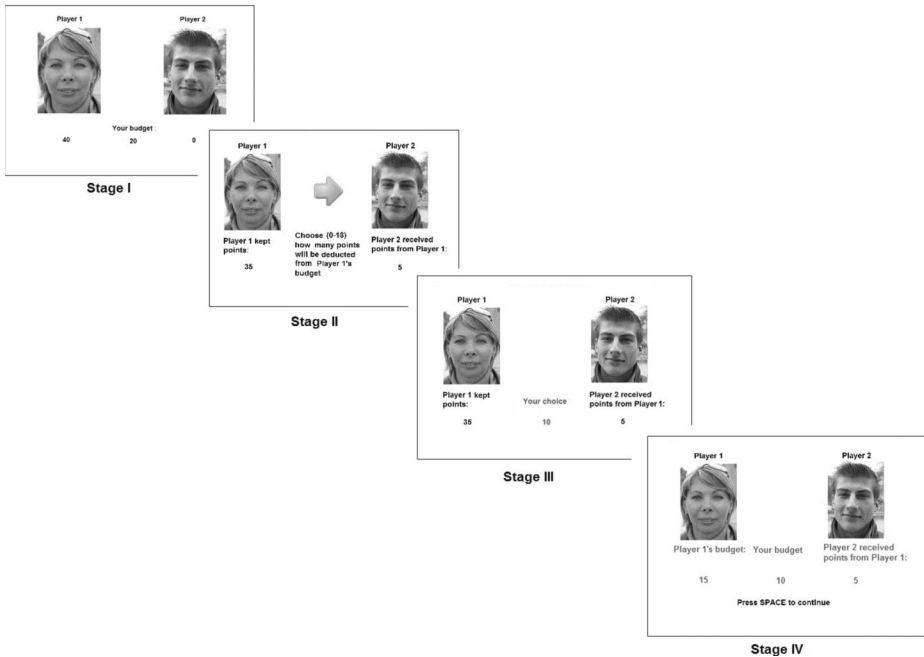 Player 1
Player 2
Your budget :
40
20
0
Stage I
Player 1
Player 2
Player 1 kept
points:
35
Choose (0-18)
how many points
will be deducted
from Player 1's
budget
Player 2 received
points from Player 1:
5
Stage II
Player 1
Player 2
Player 1 kept
points:
35
Your choice
10
Player 2 received
points from Player 1:
5
Stage III
Player 1
Player 2
Player 1's budget:
15
Your budget
10
Player 2 received
points from Player 1:
5
Press SPACE to continue
Stage IV